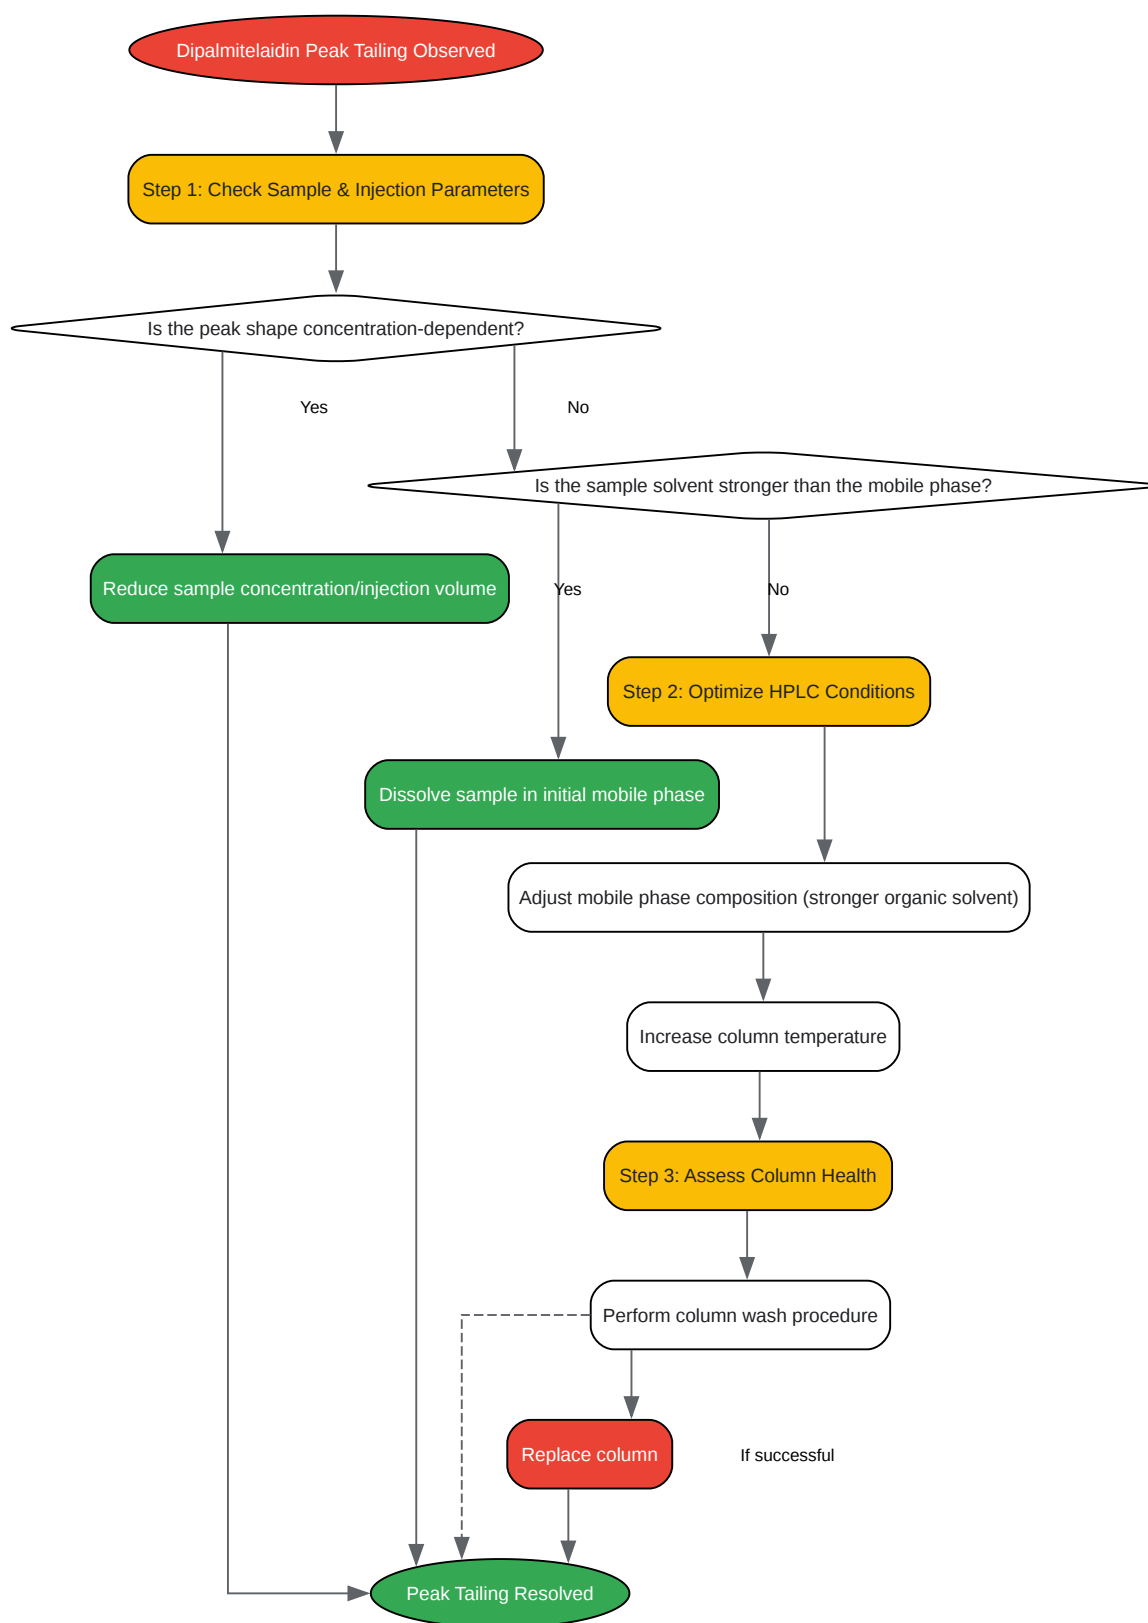 Dipalmitelaidin Peak Tailing Observed
Step 1: Check Sample & Injection Parameters
Is the peak shape concentration-dependent?
Yes
No
Is the sample solvent stronger than the mobile phase?
Reduce sample concentration/injection volume
Yes
No
Step 2: Optimize HPLC Conditions
Dissolve sample in initial mobile phase
Adjust mobile phase composition (stronger organic solvent)
Increase column temperature
Step 3: Assess Column Health
Perform column wash procedure
Replace column
If successful
Peak Tailing Resolved